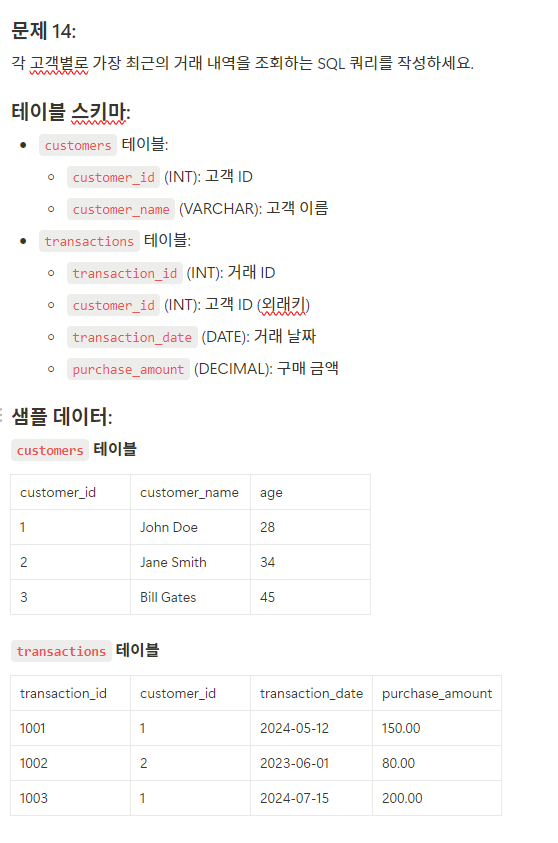 문제 14:
각 고객별로 가장 최근의 거래 내역을 조회하는 SQL 쿼리를 작성하세요.
테이블 스키마:
customers 테이블:
customer_id (INT): 고객 ID
customer_name (VARCHAR): 고객 이름
transactions 테이블:
transaction_id (INT): 거래 ID
customer_id (INT): 고객 ID (외래키)
transaction_date (DATE): 거래 날짜
purchase_amount (DECIMAL): 구매 금액
샘플 데이터:
customers 테이블
customer_id customer_name age
1 John Doe 28
2 Jane Smith 34
3 Bill Gates 45
transactions 테이블
transaction_id customer_id transaction_date purchase_amount
1001 1 2024-05-12 150.00
1002 2 2023-06-01 80.00
1003 1 2024-07-15 200.00